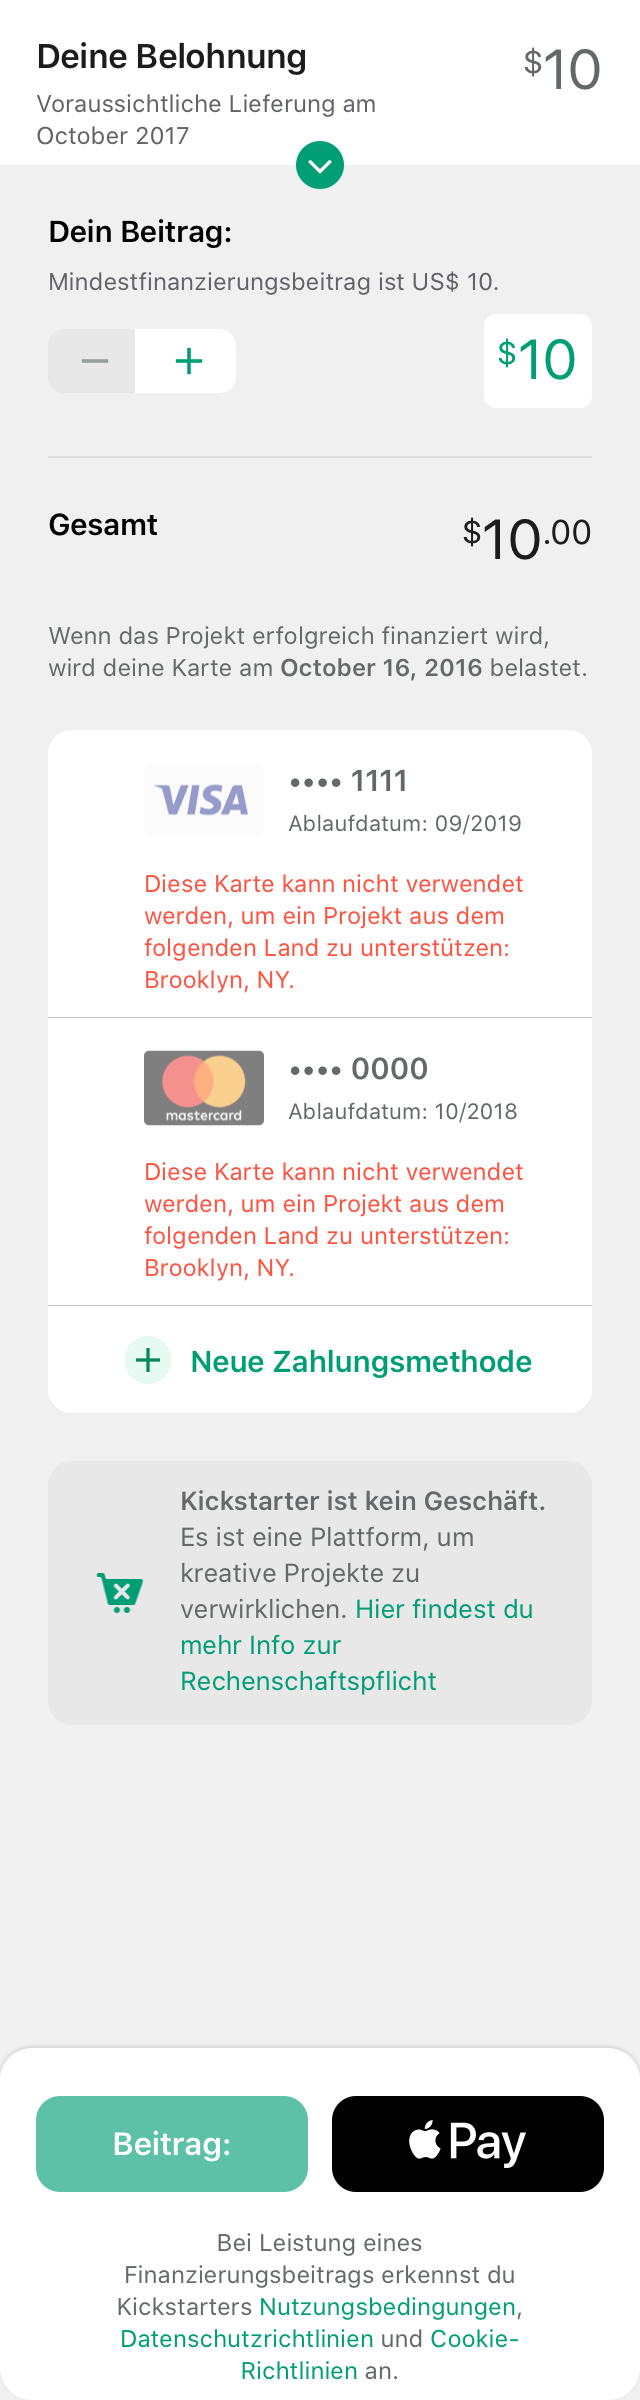 Deine Belohnung
$10
Voraussichtliche Lieferung am
October 2017
Dein Beitrag:
Mindestfinanzierungsbeitrag ist US$ 10.
− +
$10
Gesamt
$10.00
Wenn das Projekt erfolgreich finanziert wird,
wird deine Karte am October 16, 2016 belastet.
VISA
•••• 1111
Ablaufdatum: 09/2019
Diese Karte kann nicht verwendet
werden, um ein Projekt aus dem
folgenden Land zu unterstützen:
Brooklyn, NY.
mastercard
•••• 0000
Ablaufdatum: 10/2018
Diese Karte kann nicht verwendet
werden, um ein Projekt aus dem
folgenden Land zu unterstützen:
Brooklyn, NY.
+ Neue Zahlungsmethode
Kickstarter ist kein Geschäft.
Es ist eine Plattform, um
kreative Projekte zu
verwirklichen. Hier findest du
mehr Info zur
Rechenschaftspflicht
Beitrag:
Pay
Bei Leistung eines
Finanzierungsbeitrags erkennst du
Kickstarters Nutzungsbedingungen,
Datenschutzrichtlinien und Cookie-
Richtlinien an.